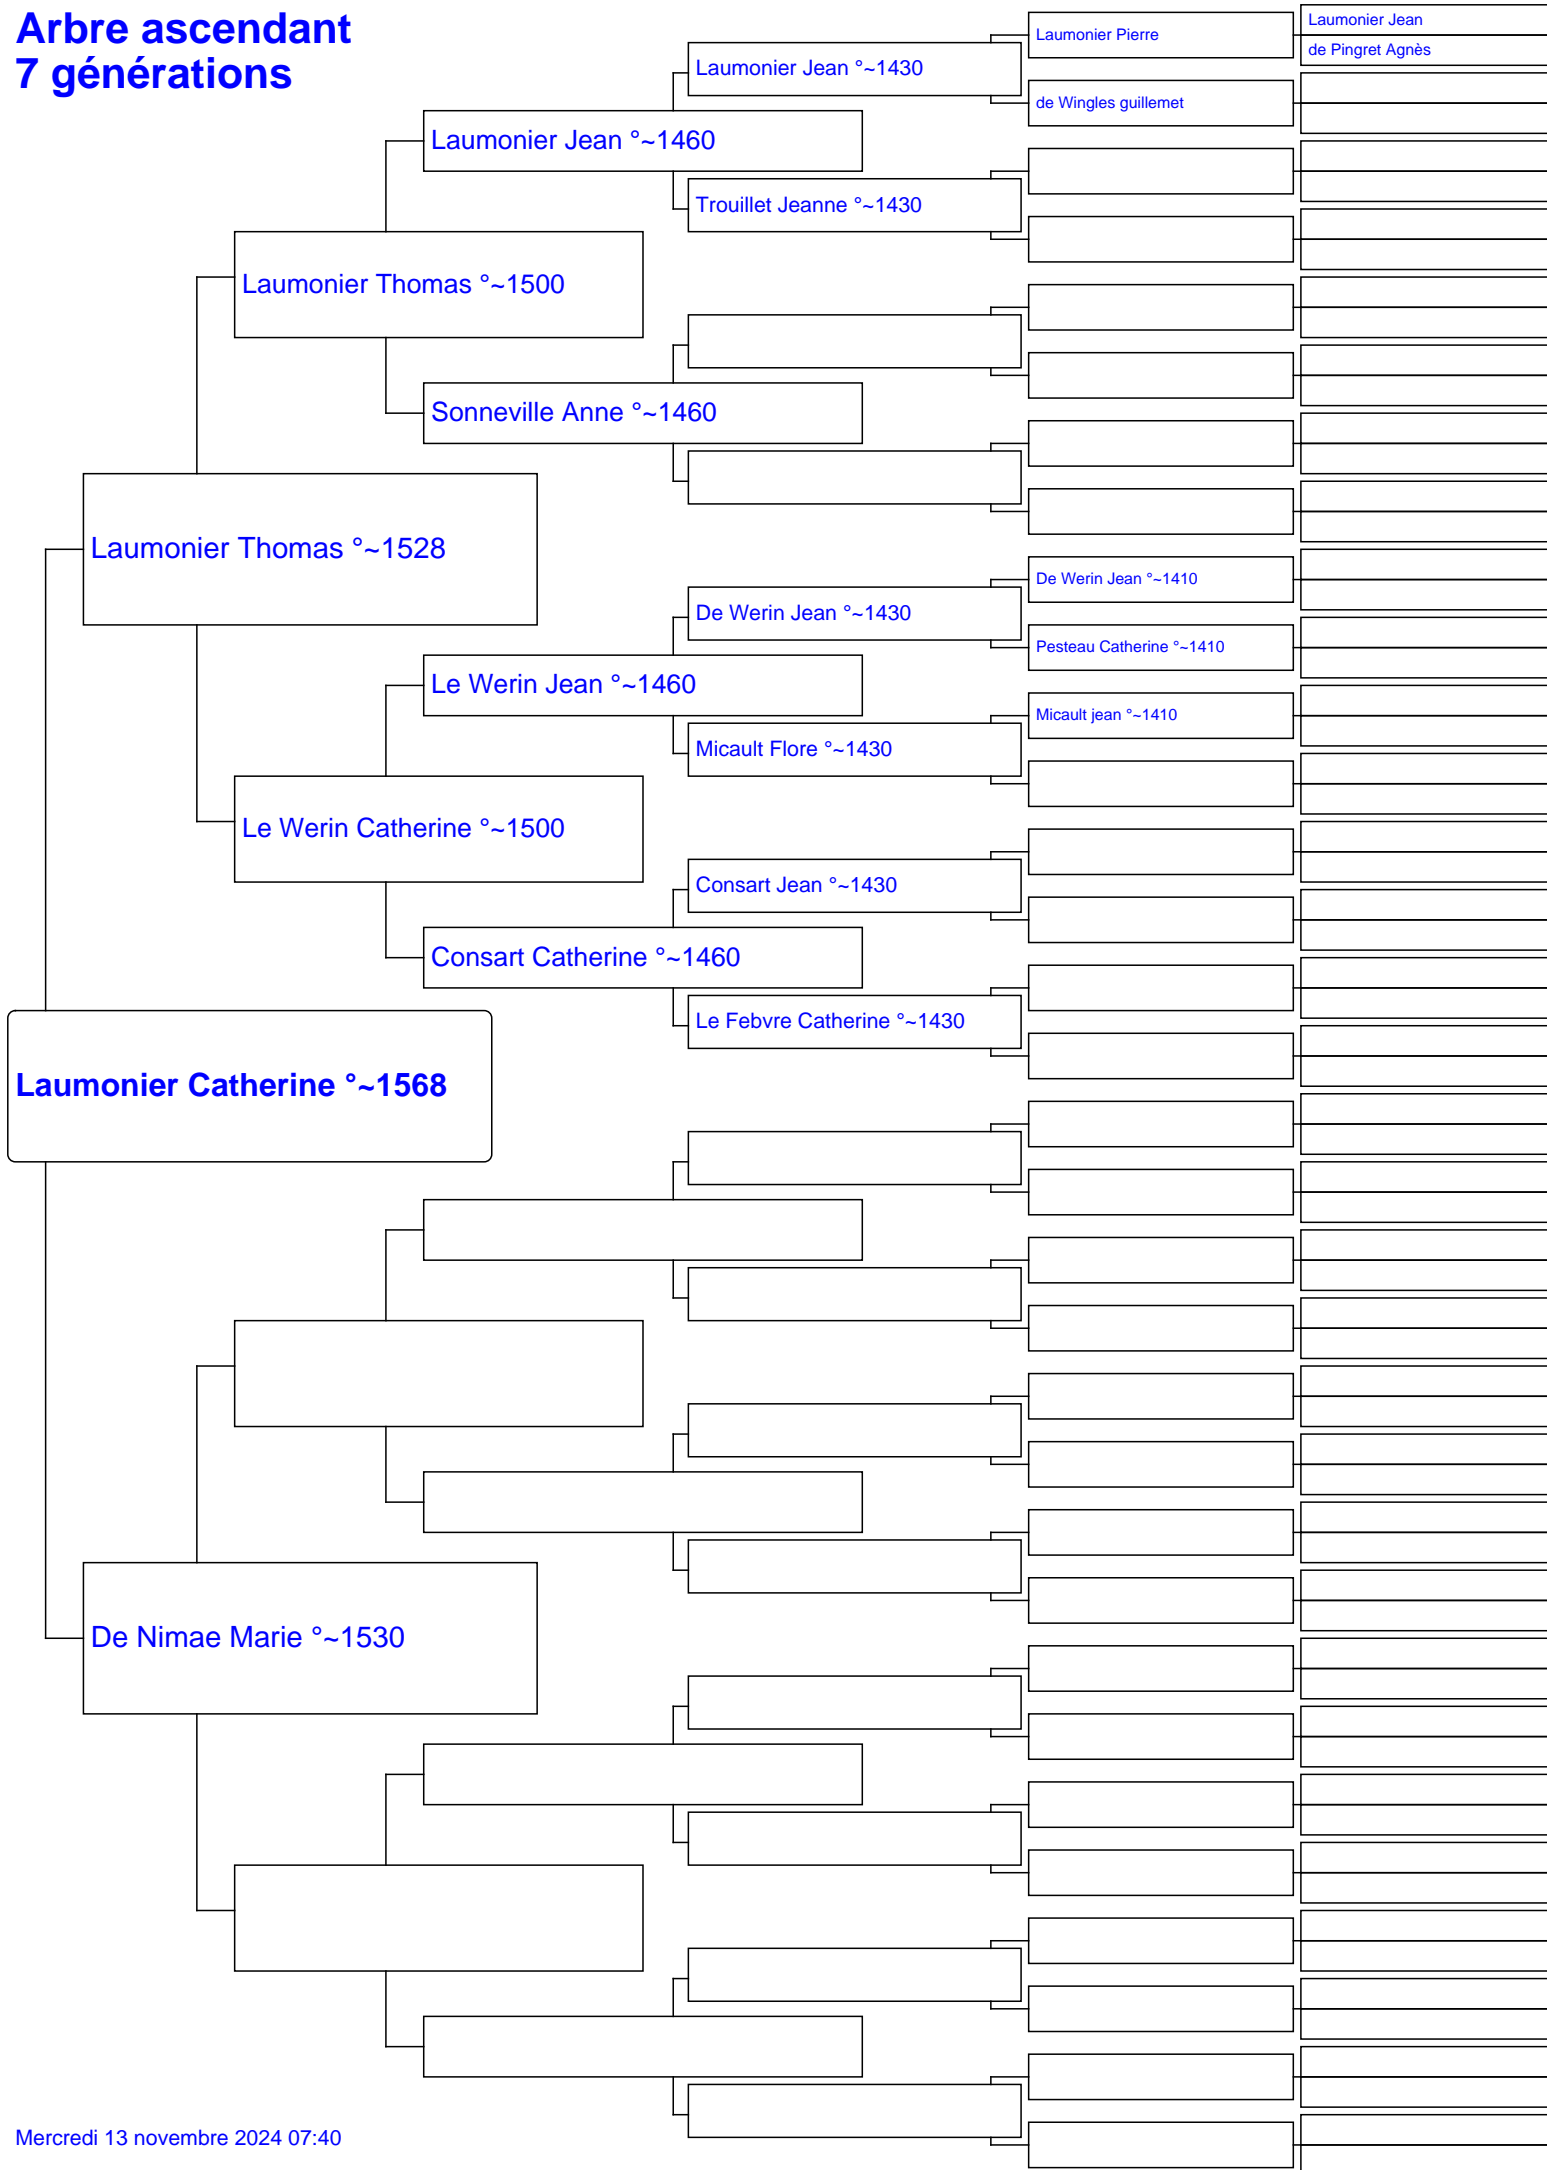 Arbre ascendant
7 générations
Laumonier Jean
de Pingret Agnès
Laumonier Pierre
Laumonier Jean °~1430
de Wingles guillemet
Laumonier Jean °~1460
Trouillet Jeanne °~1430
Laumonier Thomas °~1500
Sonneville Anne °~1460
Laumonier Thomas °~1528
De Werin Jean °~1410
De Werin Jean °~1430
Pesteau Catherine °~1410
Le Werin Jean °~1460
Micault jean °~1410
Micault Flore °~1430
Le Werin Catherine °~1500
Consart Jean °~1430
Consart Catherine °~1460
Le Febvre Catherine °~1430
Laumonier Catherine °~1568
De Nimae Marie °~1530
Mercredi 13 novembre 2024 07:40